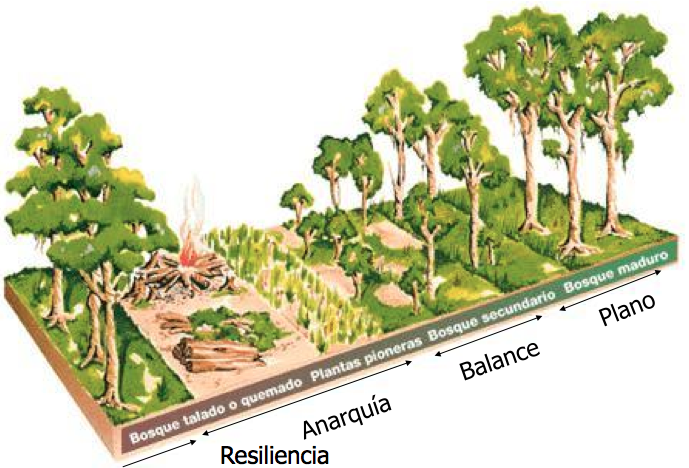 Bosque talado o quemado
Plantas pioneras
Bosque secundario
Bosque maduro
Resiliencia
Anarquía
Balance
Plano